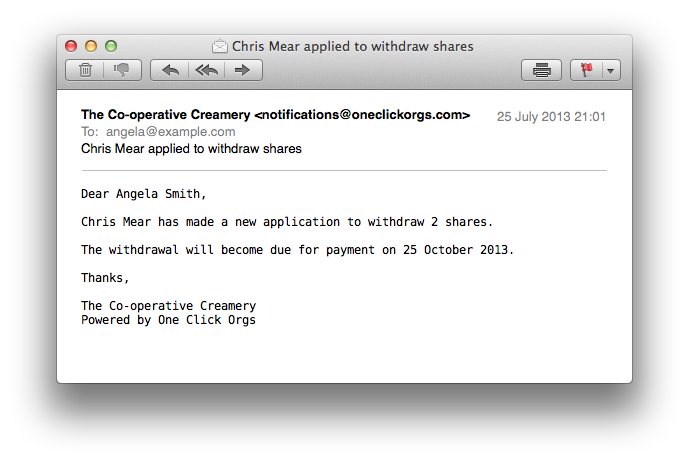 Chris Mear applied to withdraw shares
The Co-operative Creamery <notifications@oneclickorgs.com>
25 July 2013 21:01
To: angela@example.com
Chris Mear applied to withdraw shares
Dear Angela Smith,
Chris Mear has made a new application to withdraw 2 shares.
The withdrawal will become due for payment on 25 October 2013.
Thanks,
The Co-operative Creamery
Powered by One Click Orgs